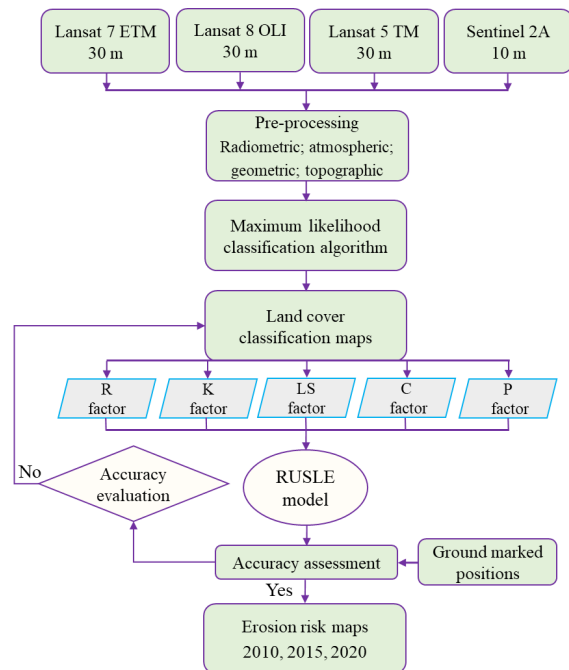 Lansat 7 ETM
30 m
Lansat 8 OLI
30 m
Lansat 5 TM
30 m
Sentinel 2A
10 m
Pre-processing
Radiometric; atmospheric;
geometric; topographic
Maximum likelihood
classification algorithm
Land cover
classification maps
R
factor
K
factor
LS
factor
C
factor
P
factor
No
Accuracy
evaluation
RUSLE
model
Accuracy assessment
Ground marked
positions
Yes
Erosion risk maps
2010, 2015, 2020